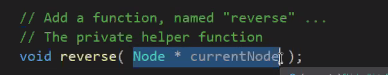 // Add a function, named "reverse" ...
// The private helper function
void reverse( Node * currentNode );